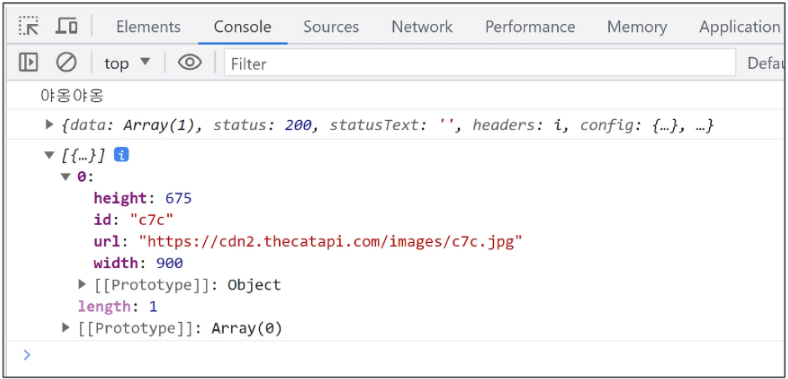 Elements Console Sources Network Performance Memory Application
top Filter Defau
야옹야옹
{data: Array(1), status: 200, statusText: '', headers: i, config: {…}, …}
[{…}] i
0:
height: 675
id: "c7c"
url: "https://cdn2.thecatapi.com/images/c7c.jpg"
width: 900
[[Prototype]]: Object
length: 1
[[Prototype]]: Array(0)